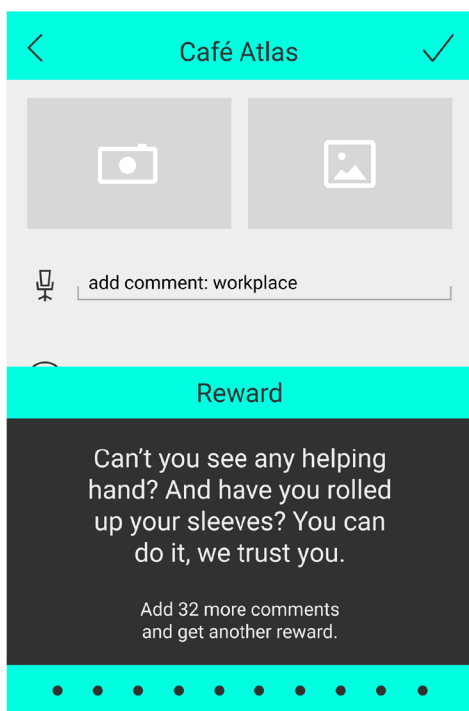 Café Atlas
add comment: workplace
Reward
Can’t you see any helping
hand? And have you rolled
up your sleeves? You can
do it, we trust you.
Add 32 more comments
and get another reward.